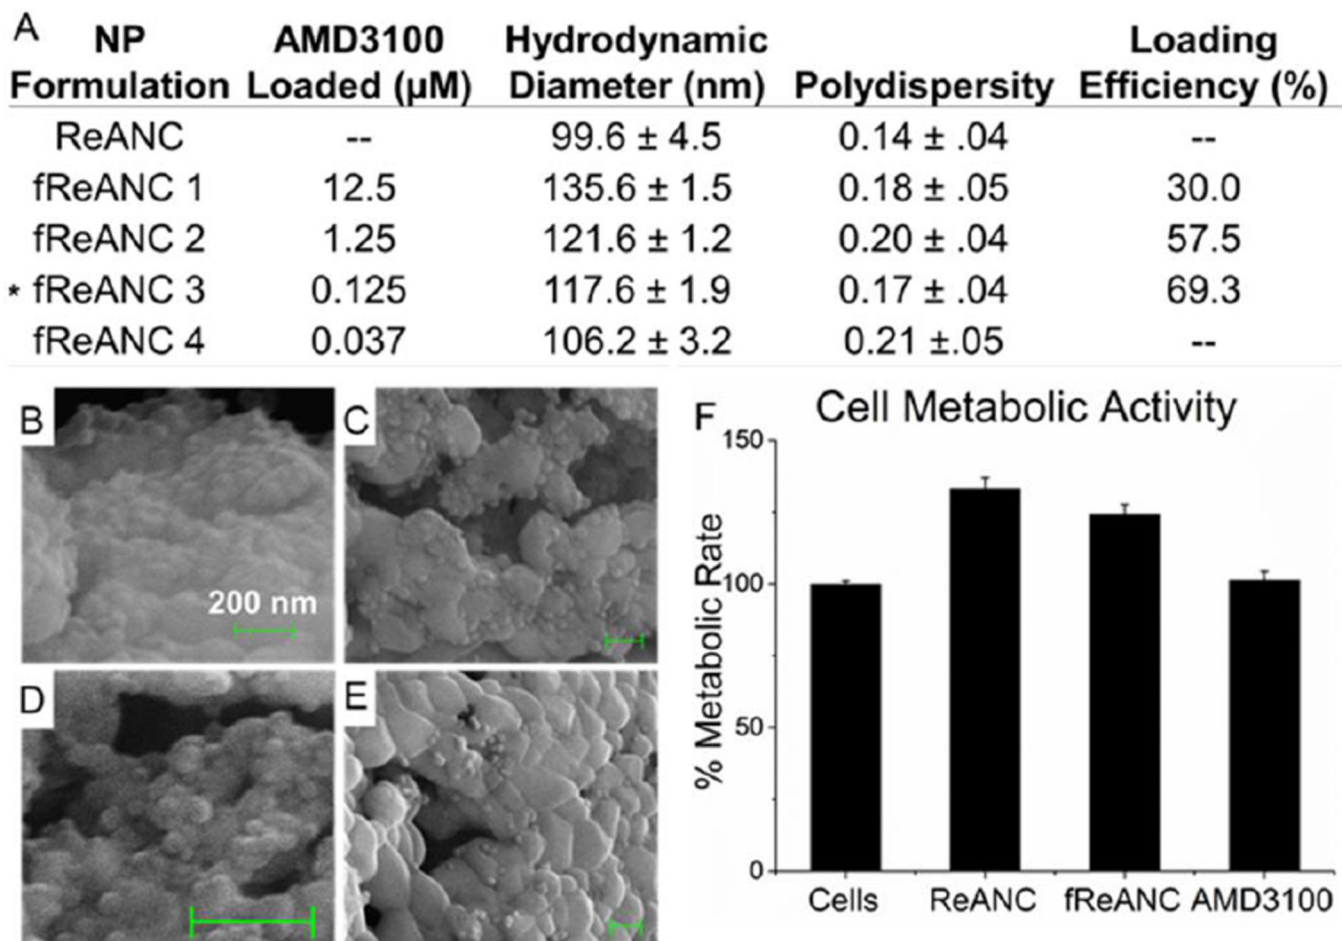 A
NP AMD3100 Hydrodynamic Loading
Formulation Loaded (µM) Diameter (nm) Polydispersity Efficiency (%)
ReANC -- 99.6 ± 4.5 0.14 ± .04 --
fReANC 1 12.5 135.6 ± 1.5 0.18 ± .05 30.0
fReANC 2 1.25 121.6 ± 1.2 0.20 ± .04 57.5
* fReANC 3 0.125 117.6 ± 1.9 0.17 ± .04 69.3
fReANC 4 0.037 106.2 ± 3.2 0.21 ±.05 --
B
200 nm
C
D
E
F
Cell Metabolic Activity
% Metabolic Rate
150
100
50
0
Cells ReANC fReANC AMD3100